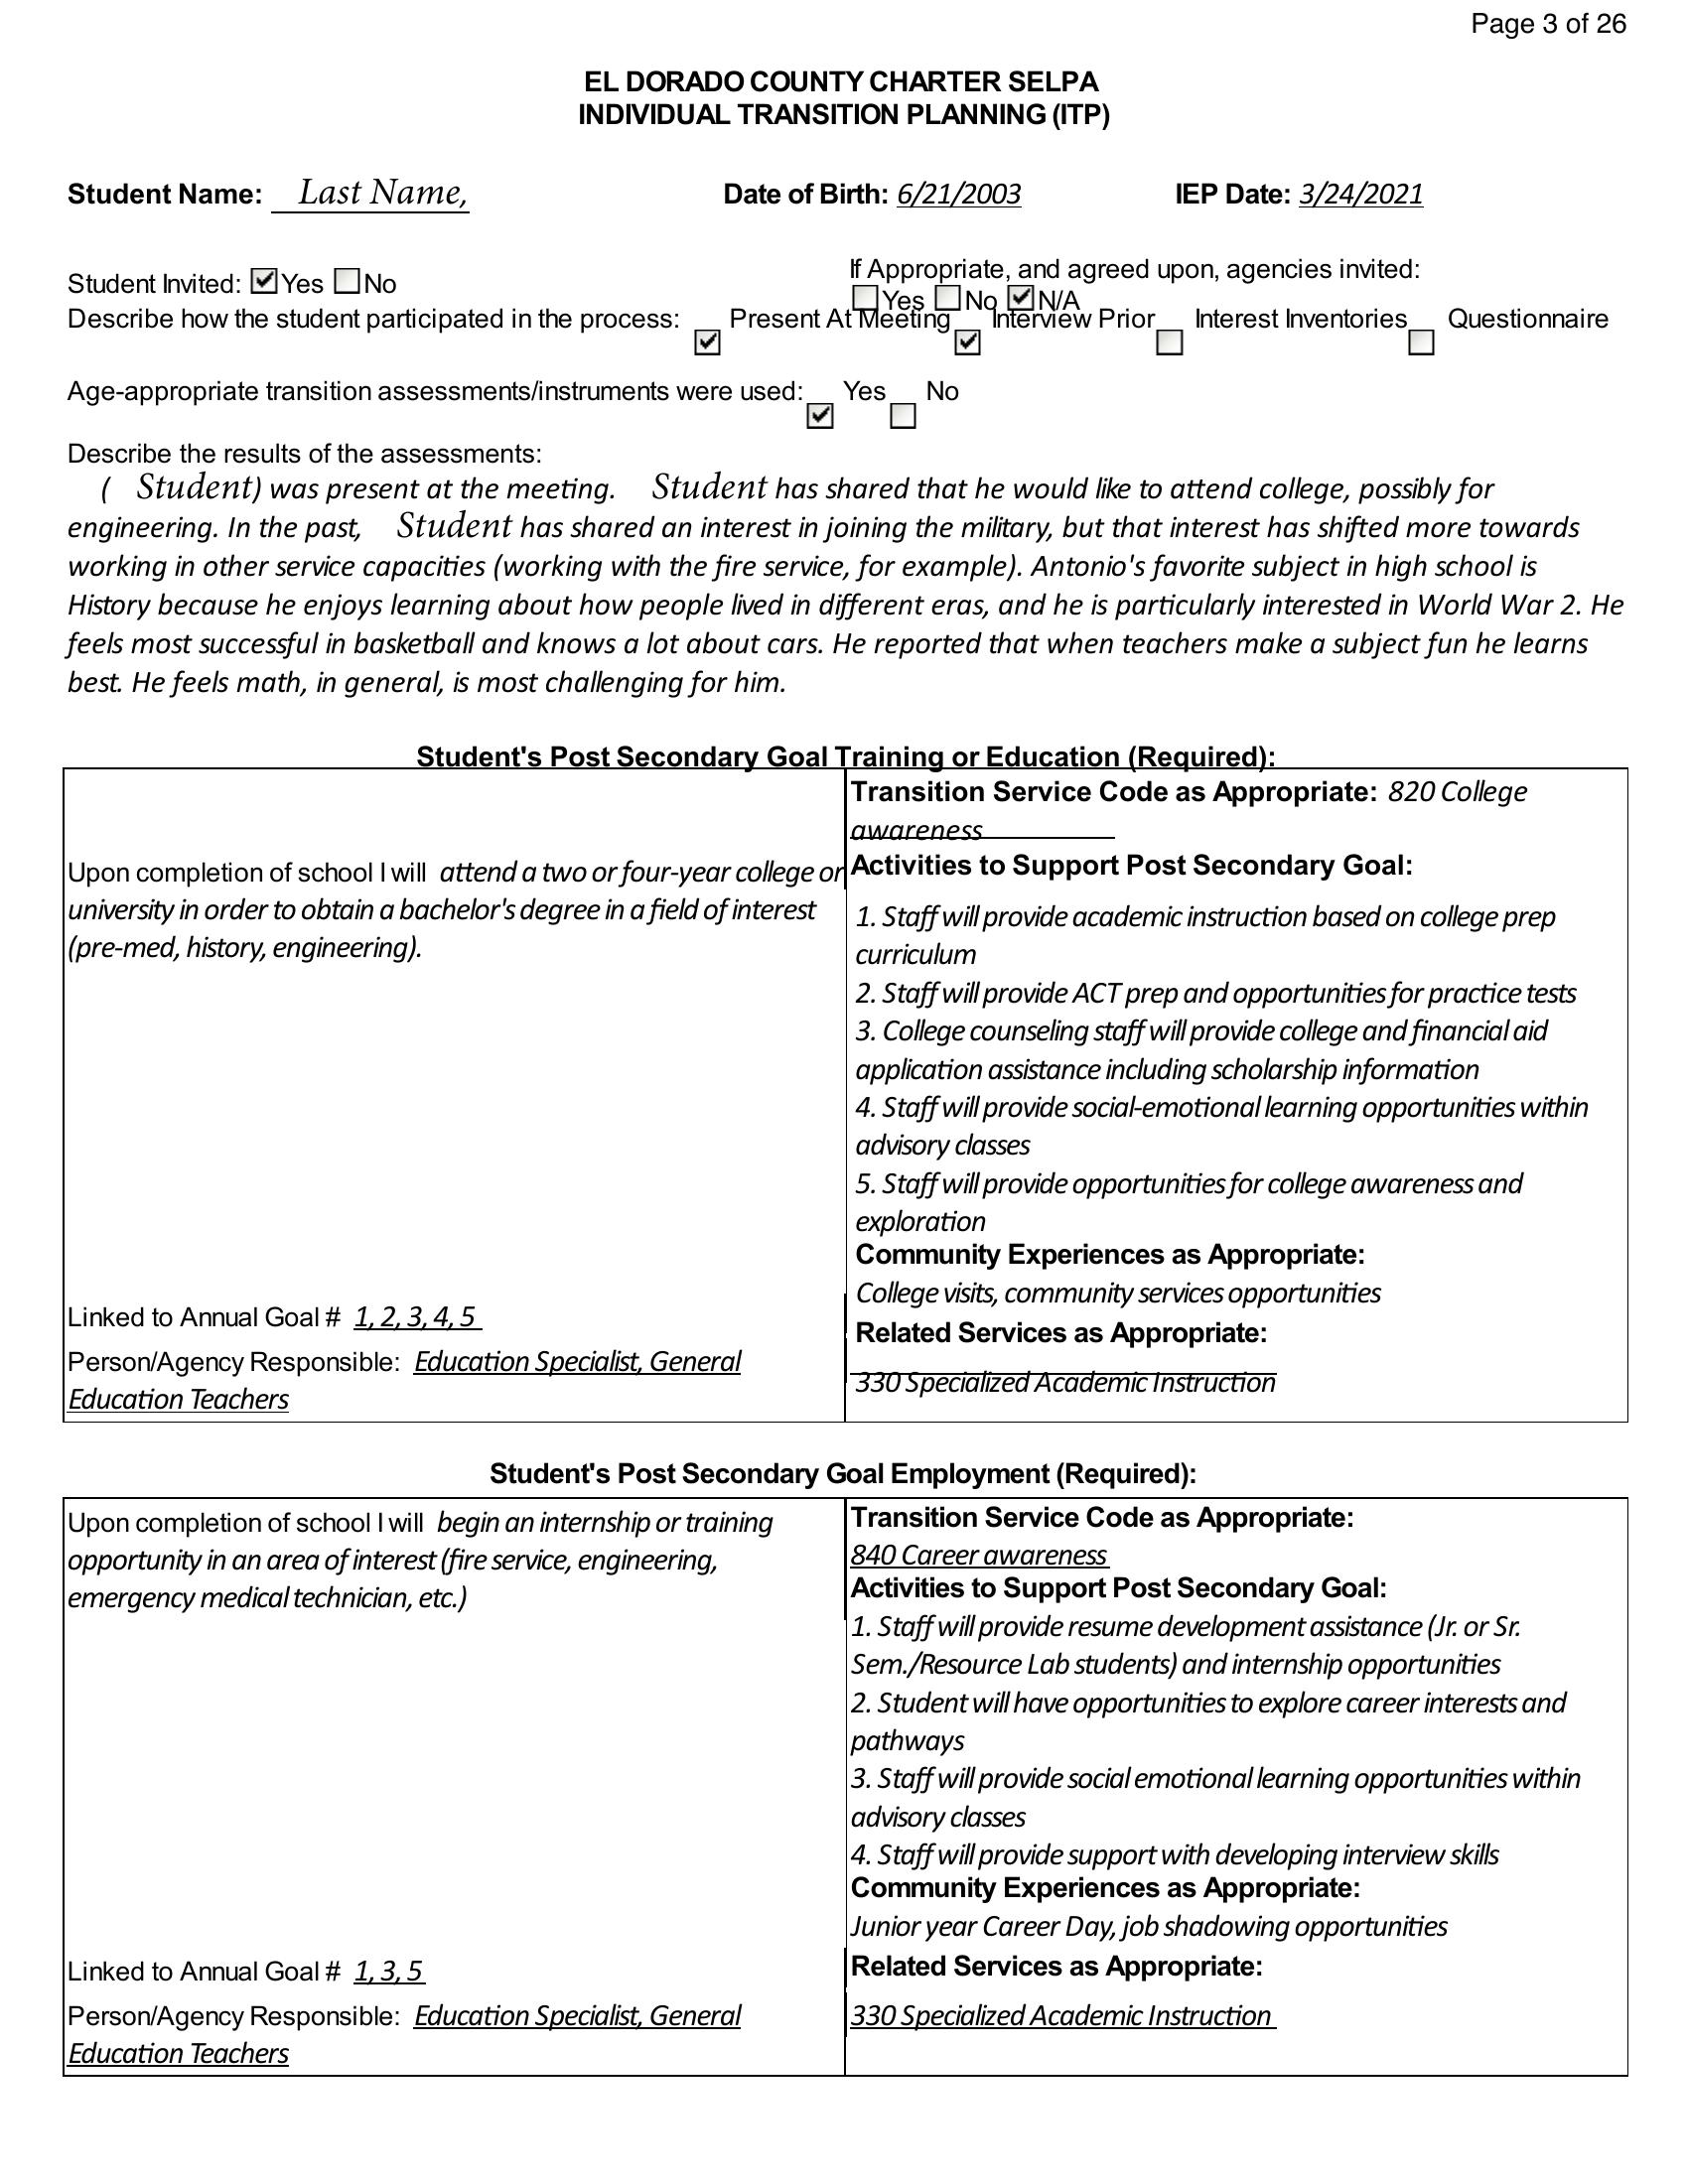 Page 3 of 26
EL DORADO COUNTY CHARTER SELPA
INDIVIDUAL TRANSITION PLANNING (ITP)
Student Name: Last Name, Date of Birth: 6/21/2003 IEP Date: 3/24/2021
If Appropriate, and agreed upon, agencies invited:
Student Invited: Yes No
Yes No N/A
Describe how the student participated in the process: Present At Meeting Interview Prior Interest Inventories Questionnaire
Age-appropriate transition assessments/instruments were used: Yes No
Describe the results of the assessments:
( Student) was present at the meeting. Student has shared that he would like to attend college, possibly for
engineering. In the past, Student has shared an interest in joining the military, but that interest has shifted more towards
working in other service capacities (working with the fire service, for example). Antonio's favorite subject in high school is
History because he enjoys learning about how people lived in different eras, and he is particularly interested in World War 2. He
feels most successful in basketball and knows a lot about cars. He reported that when teachers make a subject fun he learns
best. He feels math, in general, is most challenging for him.
Student's Post Secondary Goal Training or Education (Required):
Upon completion of school I will attend a two or four-year college or
university in order to obtain a bachelor's degree in a field of interest
(pre-med, history, engineering).
Linked to Annual Goal # 1, 2, 3, 4, 5
Person/Agency Responsible: Education Specialist, General
Education Teachers
Transition Service Code as Appropriate: 820 College
awareness
Activities to Support Post Secondary Goal:
1. Staff will provide academic instruction based on college prep
curriculum
2. Staff will provide ACT prep and opportunities for practice tests
3. College counseling staff will provide college and financial aid
application assistance including scholarship information
4. Staff will provide social-emotional learning opportunities within
advisory classes
5. Staff will provide opportunities for college awareness and
exploration
Community Experiences as Appropriate:
College visits, community services opportunities
Related Services as Appropriate:
330 Specialized Academic Instruction
Student's Post Secondary Goal Employment (Required):
Upon completion of school I will begin an internship or training
opportunity in an area of interest (fire service, engineering,
emergency medical technician, etc.)
Linked to Annual Goal # 1, 3, 5
Person/Agency Responsible: Education Specialist, General
Education Teachers
Transition Service Code as Appropriate:
840 Career awareness
Activities to Support Post Secondary Goal:
1. Staff will provide resume development assistance (Jr. or Sr.
Sem./Resource Lab students) and internship opportunities
2. Student will have opportunities to explore career interests and
pathways
3. Staff will provide social emotional learning opportunities within
advisory classes
4. Staff will provide support with developing interview skills
Community Experiences as Appropriate:
Junior year Career Day, job shadowing opportunities
Related Services as Appropriate:
330 Specialized Academic Instruction